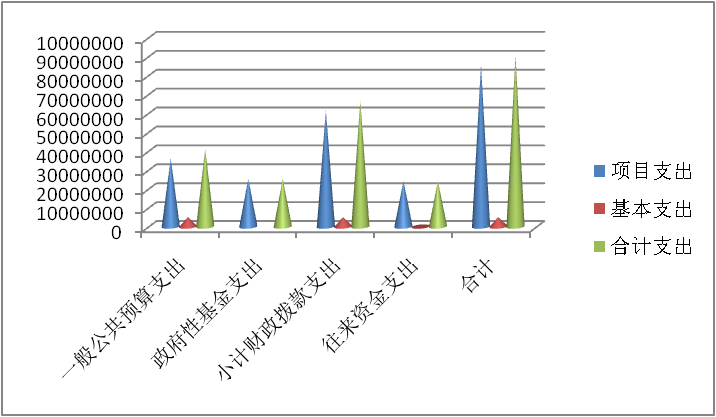 10000000
90000000
80000000
70000000
60000000
50000000
40000000
30000000
20000000
10000000
0
一般公共预算支出
政府性基金支出
小计财政拨款支出
往来资金支出
合计
项目支出
基本支出
合计支出